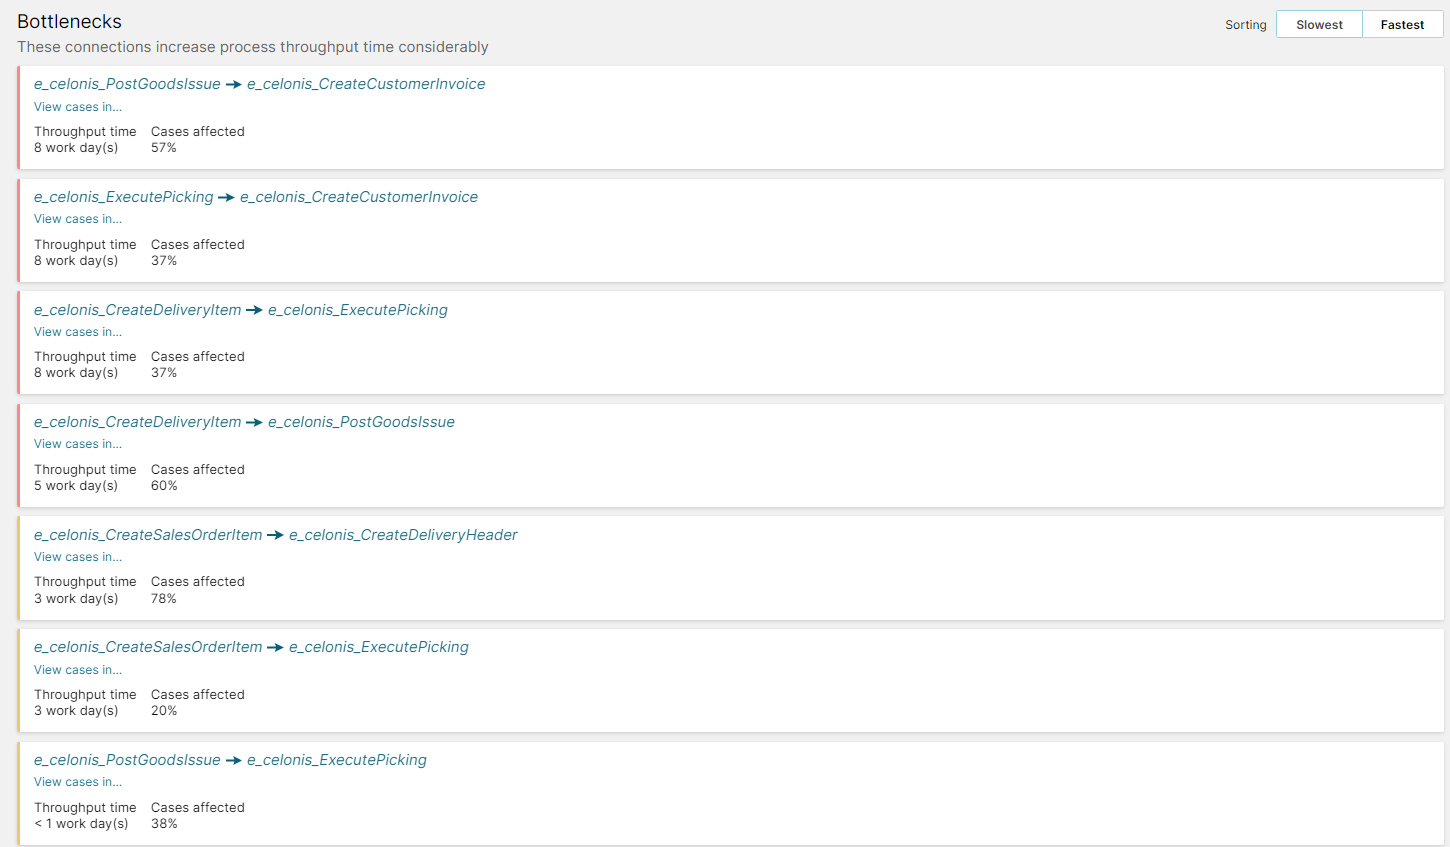 Bottlenecks
Sorting Slowest Fastest
These connections increase process throughput time considerably
e_celonis_PostGoodsIssue → e_celonis_CreateCustomerInvoice
View cases in...
Throughput time Cases affected
8 work day(s) 57%
e_celonis_ExecutePicking → e_celonis_CreateCustomerInvoice
View cases in...
Throughput time Cases affected
8 work day(s) 37%
e_celonis_CreateDeliveryItem → e_celonis_ExecutePicking
View cases in...
Throughput time Cases affected
8 work day(s) 37%
e_celonis_CreateDeliveryItem → e_celonis_PostGoodsIssue
View cases in...
Throughput time Cases affected
5 work day(s) 60%
e_celonis_CreateSalesOrderItem → e_celonis_CreateDeliveryHeader
View cases in...
Throughput time Cases affected
3 work day(s) 78%
e_celonis_CreateSalesOrderItem → e_celonis_ExecutePicking
View cases in...
Throughput time Cases affected
3 work day(s) 20%
e_celonis_PostGoodsIssue → e_celonis_ExecutePicking
View cases in...
Throughput time Cases affected
< 1 work day(s) 38%